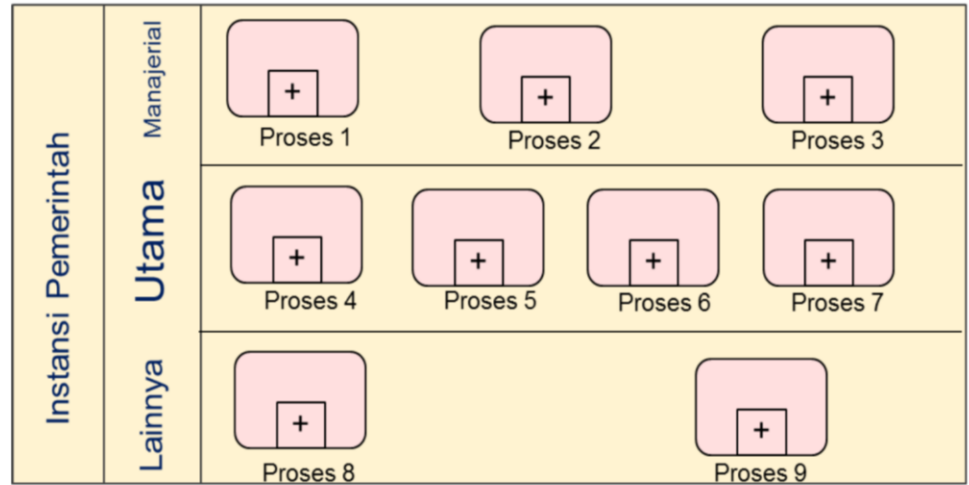 Instansi Pemerintah
Manajerial
+
Proses 1
+
Proses 2
+
Proses 3
Utama
+
Proses 4
+
Proses 5
+
Proses 6
+
Proses 7
Lainnya
+
Proses 8
+
Proses 9